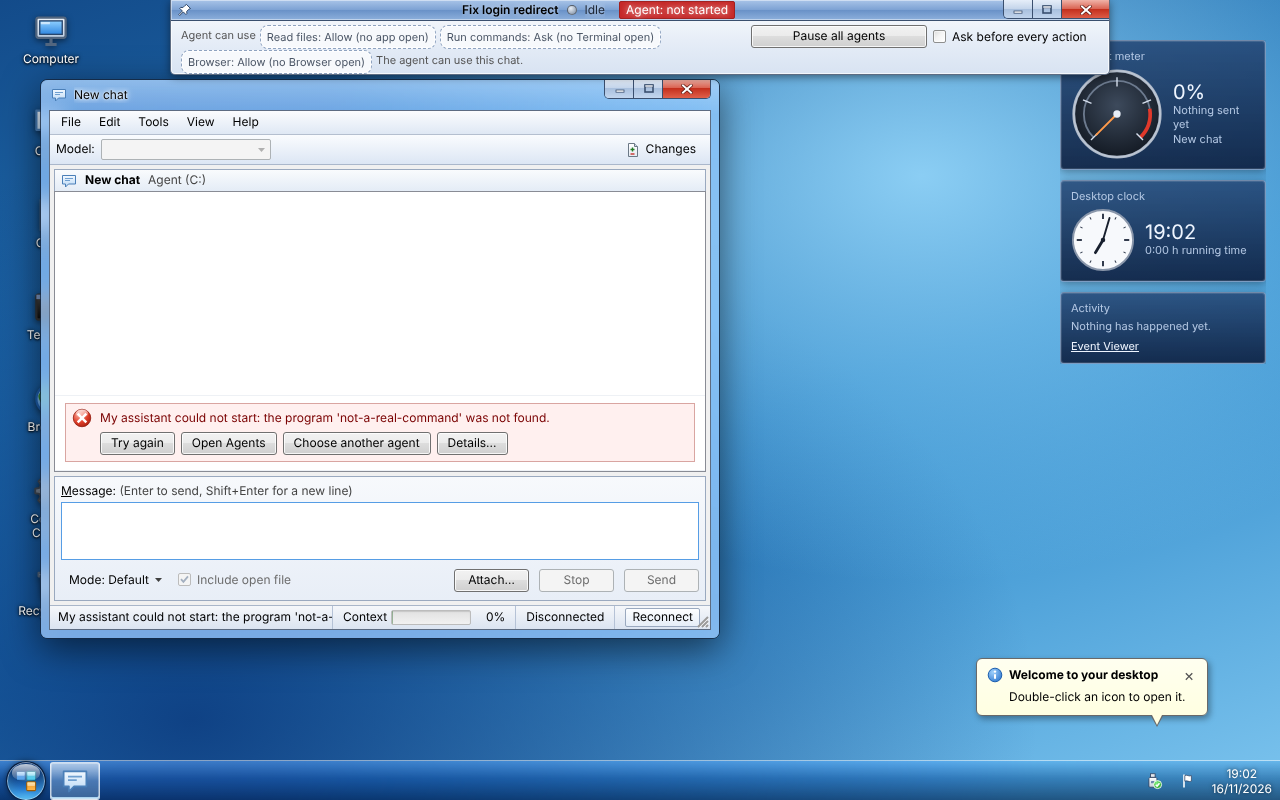 Fix login redirect Idle Agent: not started
Agent can use Read files: Allow (no app open) Run commands: Ask (no Terminal open)
Browser: Allow (no Browser open) The agent can use this chat.
Pause all agents Ask before every action
Computer
New chat
File Edit Tools View Help
Model: Changes
New chat Agent (C:)
My assistant could not start: the program 'not-a-real-command' was not found.
Try again Open Agents Choose another agent Details...
Message: (Enter to send, Shift+Enter for a new line)
Mode: Default Include open file Attach... Stop Send
My assistant could not start: the program 'not-a- Context 0% Disconnected Reconnect
meter
0%
Nothing sent
yet
New chat
Desktop clock
19:02
0:00 h running time
Activity
Nothing has happened yet.
Event Viewer
Welcome to your desktop
Double-click an icon to open it.
19:02
16/11/2026